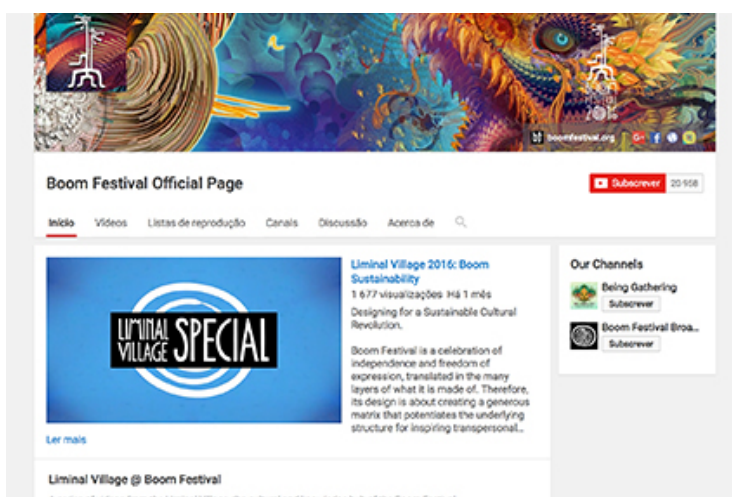 boomfestival.org
Boom Festival Official Page
Subscrever 20 958
Início Vídeos Listas de reprodução Canais Discussão Acerca de
LIMINAL VILLAGE SPECIAL
Liminal Village 2016: Boom
Sustainability
1 677 visualizações Há 1 mês
Designing for a Sustainable Cultural
Revolution.
Boom Festival is a celebration of
independence and freedom of
expression, translated in the many
layers of what it is made of. Therefore,
its design is about creating a generous
matrix that potentiates the underlying
structure for inspiring transpersonal...
Ler mais
Our Channels
Being Gathering
Subscrever
Boom Festival Broa...
Subscrever
Liminal Village @ Boom Festival